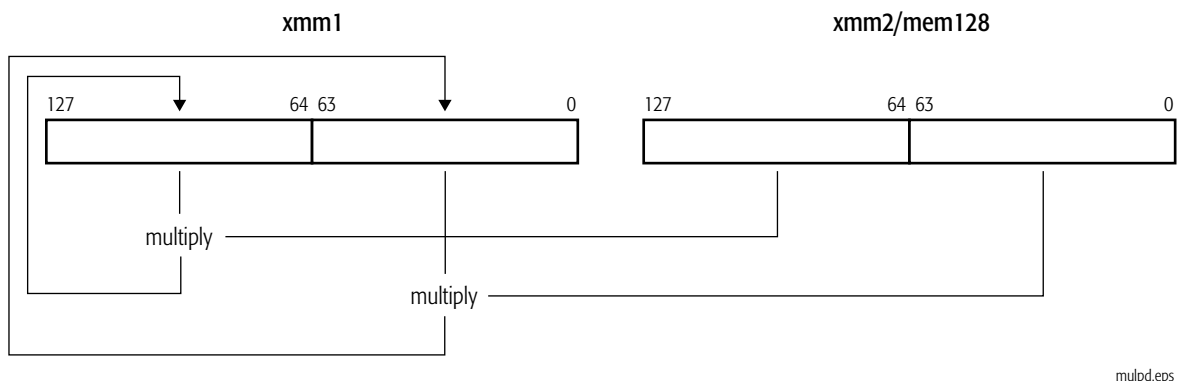 xmm1 xmm2/mem128
127 64 63 0 127 64 63 0
multiply
multiply
mulpd.eps